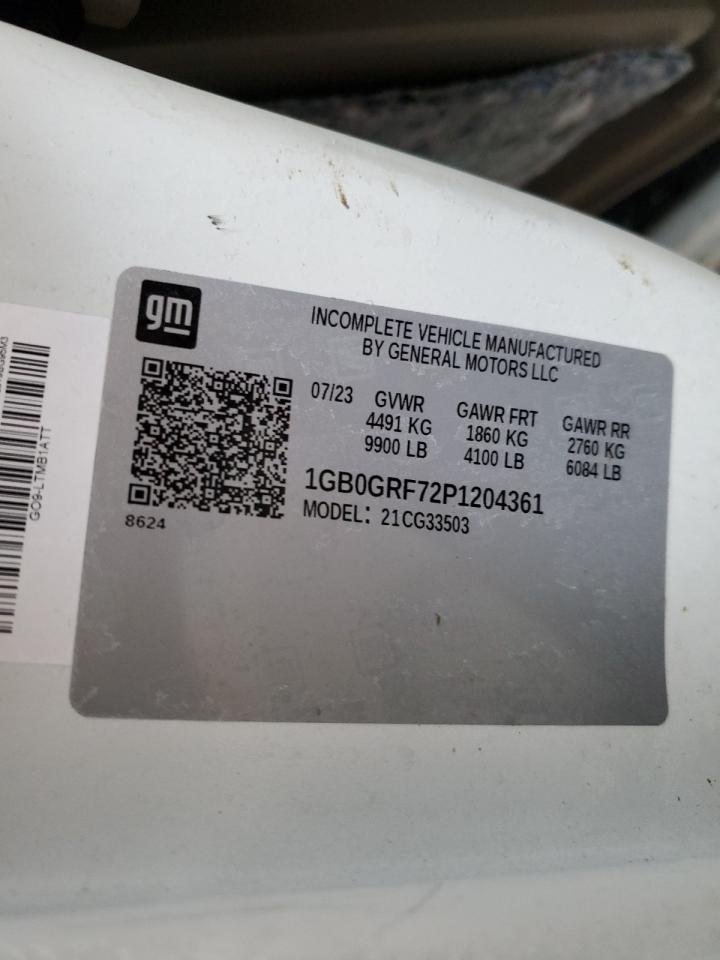 gm
INCOMPLETE VEHICLE MANUFACTURED
BY GENERAL MOTORS LLC
07/23 GVWR GAWR FRT GAWR RR
4491 KG 1860 KG 2760 KG
9900 LB 4100 LB 6084 LB
1GB0GRF72P1204361
MODEL: 21CG33503
8624
GO9-LTMB1ATT